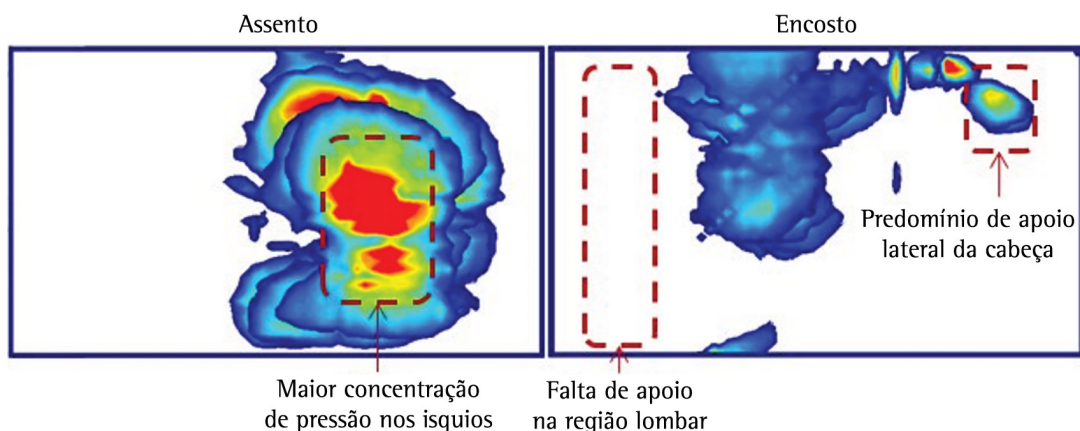 Assento
Encosto
Predomínio de apoio
lateral da cabeça
Maior concentração
de pressão nos ísquios
Falta de apoio
na região lombar